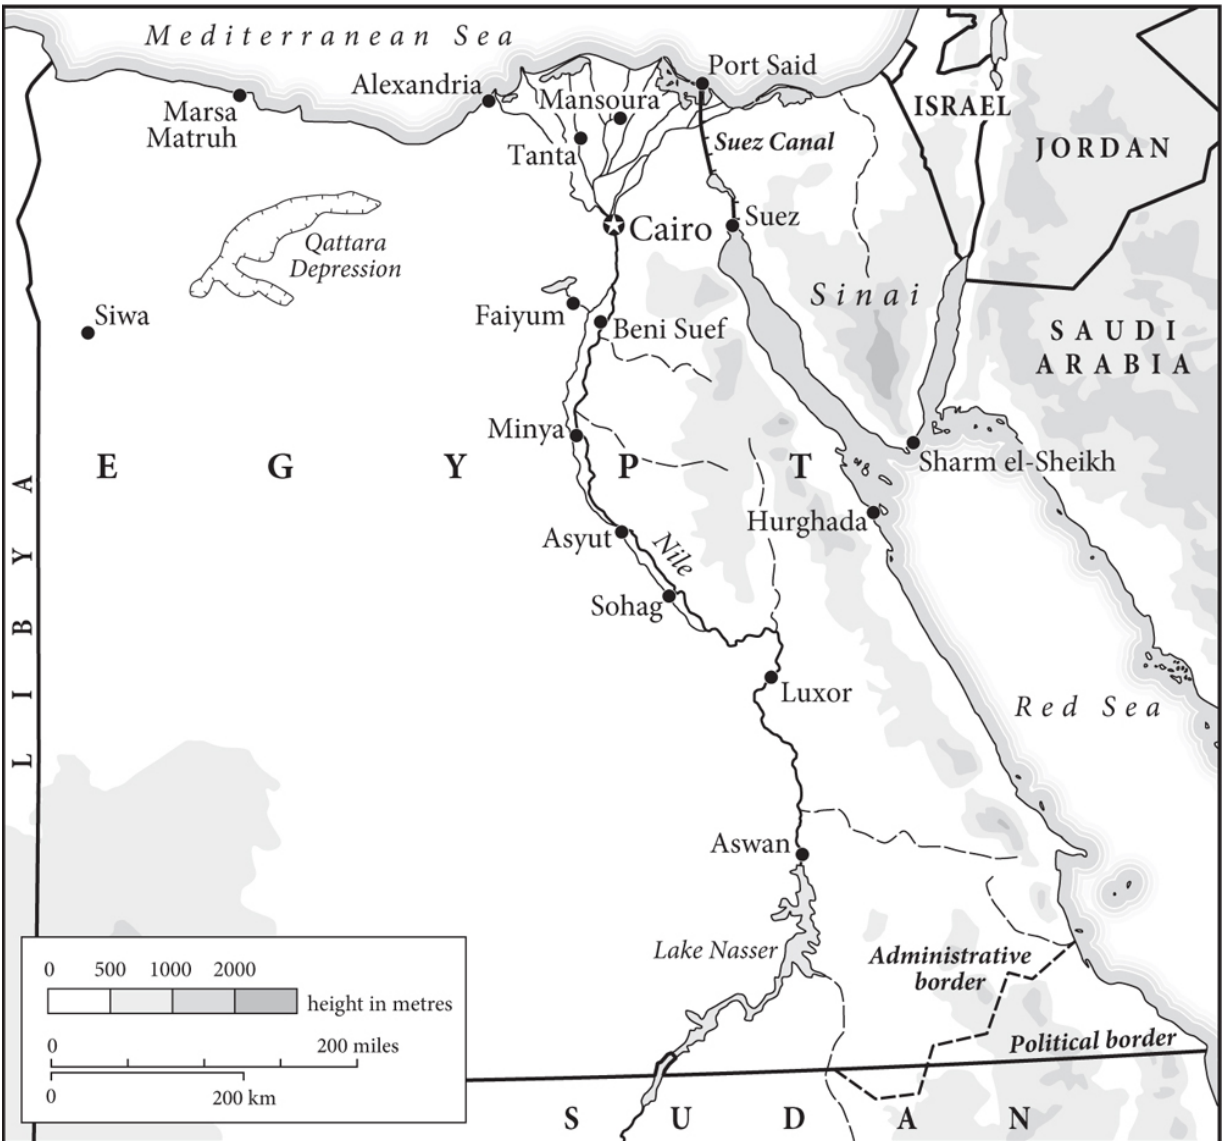 Mediterranean Sea
Port Said
Alexandria
Mansoura
Marsa
Matruh
ISRAEL
Tanta
Suez Canal
JORDAN
Suez
Cairo
Qattara
Depression
Sinai
Faiyum
Siwa
Beni Suef
SAUDI
ARABIA
Minya
EGYPT
Sharm el-Sheikh
LIBYA
Hurghada
Asyut
Nile
Sohag
Luxor
Red Sea
Aswan
Lake Nasser
Administrative
border
0 500 1000 2000
height in metres
Political border
0 200 miles
0 200 km
SUDAN